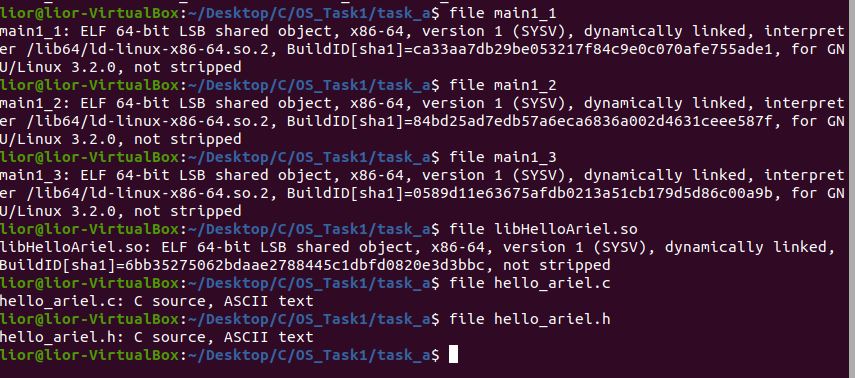 lior@lior-VirtualBox:~/Desktop/C/OS_Task1/task_a$ file main1_1
main1_1: ELF 64-bit LSB shared object, x86-64, version 1 (SYSV), dynamically linked, interpret
er /lib64/ld-linux-x86-64.so.2, BuildID[sha1]=ca33aa7db29be053217f84c9e0c070afe755ade1, for GN
U/Linux 3.2.0, not stripped
lior@lior-VirtualBox:~/Desktop/C/OS_Task1/task_a$ file main1_2
main1_2: ELF 64-bit LSB shared object, x86-64, version 1 (SYSV), dynamically linked, interpret
er /lib64/ld-linux-x86-64.so.2, BuildID[sha1]=84bd25ad7edb57a6eca6836a002d4631ceee587f, for GN
U/Linux 3.2.0, not stripped
lior@lior-VirtualBox:~/Desktop/C/OS_Task1/task_a$ file main1_3
main1_3: ELF 64-bit LSB shared object, x86-64, version 1 (SYSV), dynamically linked, interpret
er /lib64/ld-linux-x86-64.so.2, BuildID[sha1]=0589d11e63675afdb0213a51cb179d5d86c00a9b, for GN
U/Linux 3.2.0, not stripped
lior@lior-VirtualBox:~/Desktop/C/OS_Task1/task_a$ file libHelloAriel.so
libHelloAriel.so: ELF 64-bit LSB shared object, x86-64, version 1 (SYSV), dynamically linked,
BuildID[sha1]=6bb35275062bdaae2788445c1dbfd0820e3d3bbc, not stripped
lior@lior-VirtualBox:~/Desktop/C/OS_Task1/task_a$ file hello_ariel.c
hello_ariel.c: C source, ASCII text
lior@lior-VirtualBox:~/Desktop/C/OS_Task1/task_a$ file hello_ariel.h
hello_ariel.h: C source, ASCII text
lior@lior-VirtualBox:~/Desktop/C/OS_Task1/task_a$